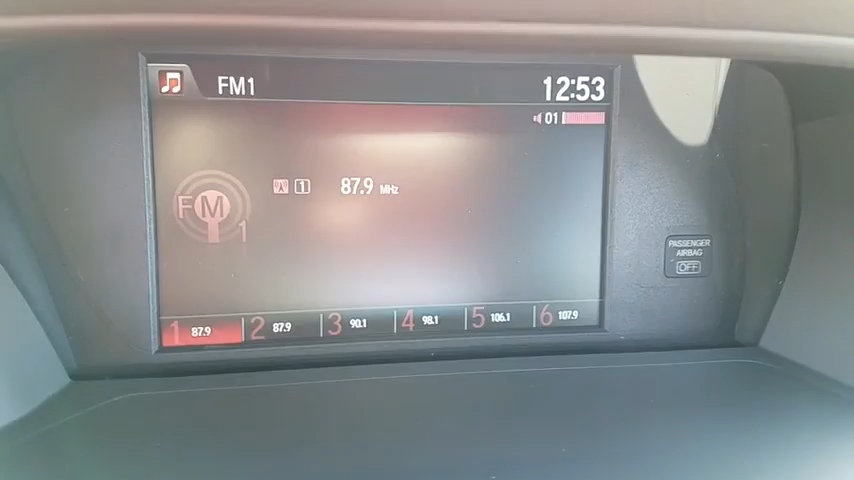 FM1
12:53
01
FM 1
1
87.9 MHz
PASSENGER
AIRBAG
OFF
1 87.9 2 87.9 3 90.1 4 98.1 5 106.1 6 107.9